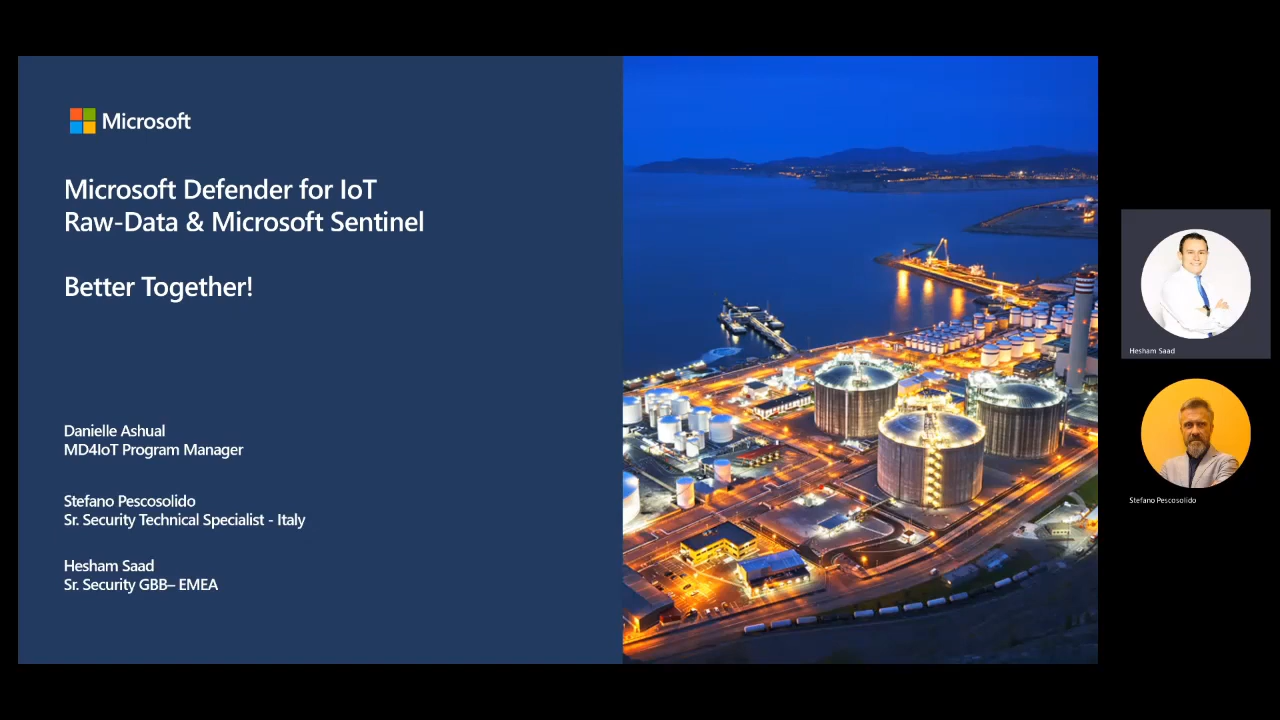 Microsoft
Microsoft Defender for IoT
Raw-Data & Microsoft Sentinel
Better Together!
Danielle Ashual
MD4IoT Program Manager
Stefano Pescosolido
Sr. Security Technical Specialist - Italy
Hesham Saad
Sr. Security GBB– EMEA
Hesham Saad
Stefano Pescosolido